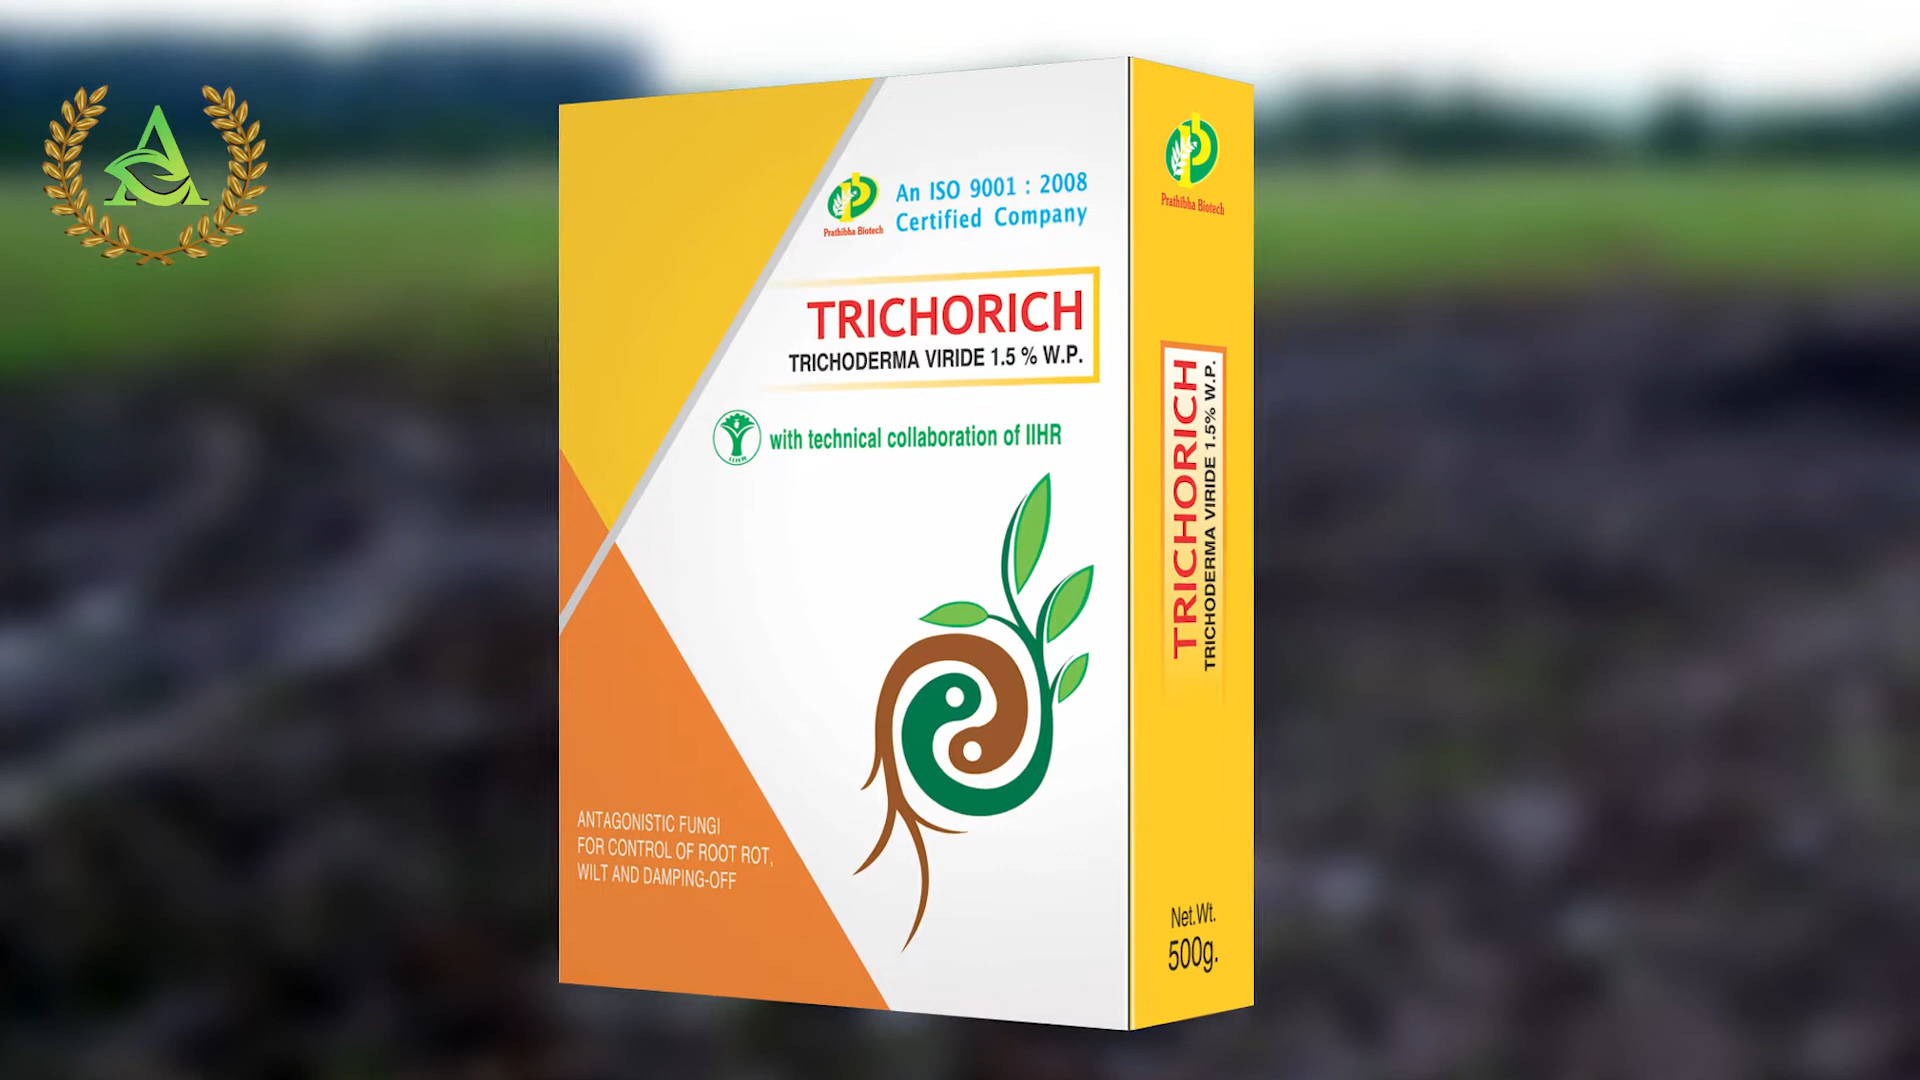 Prathibha Biotech
An ISO 9001 : 2008
Certified Company
TRICHORICH
TRICHODERMA VIRIDE 1.5 % W.P.
with technical collaboration of IIHR
IIHR
ANTAGONISTIC FUNGI
FOR CONTROL OF ROOT ROT,
WILT AND DAMPING-OFF
Prathibha Biotech
TRICHORICH
TRICHODERMA VIRIDE 1.5% W.P.
Net.Wt.
500g.
A